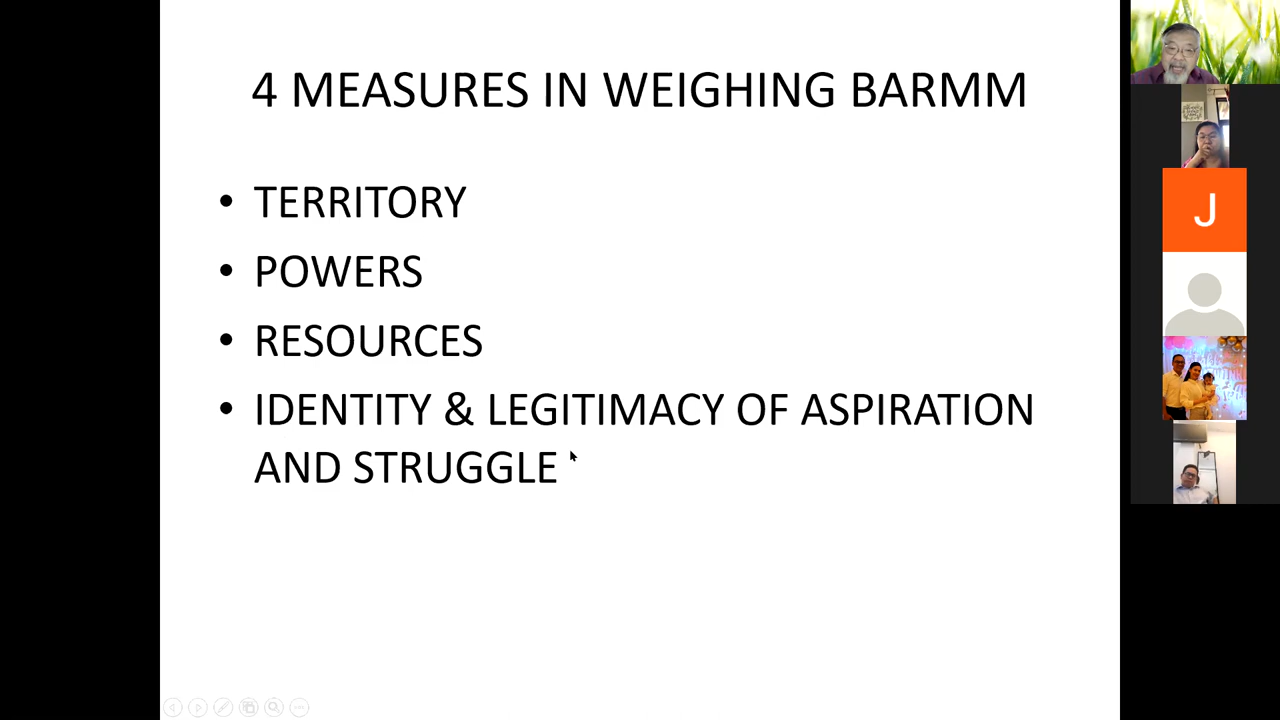 4 MEASURES IN WEIGHING BARMM
• TERRITORY
• POWERS
• RESOURCES
• IDENTITY & LEGITIMACY OF ASPIRATION
AND STRUGGLE
J